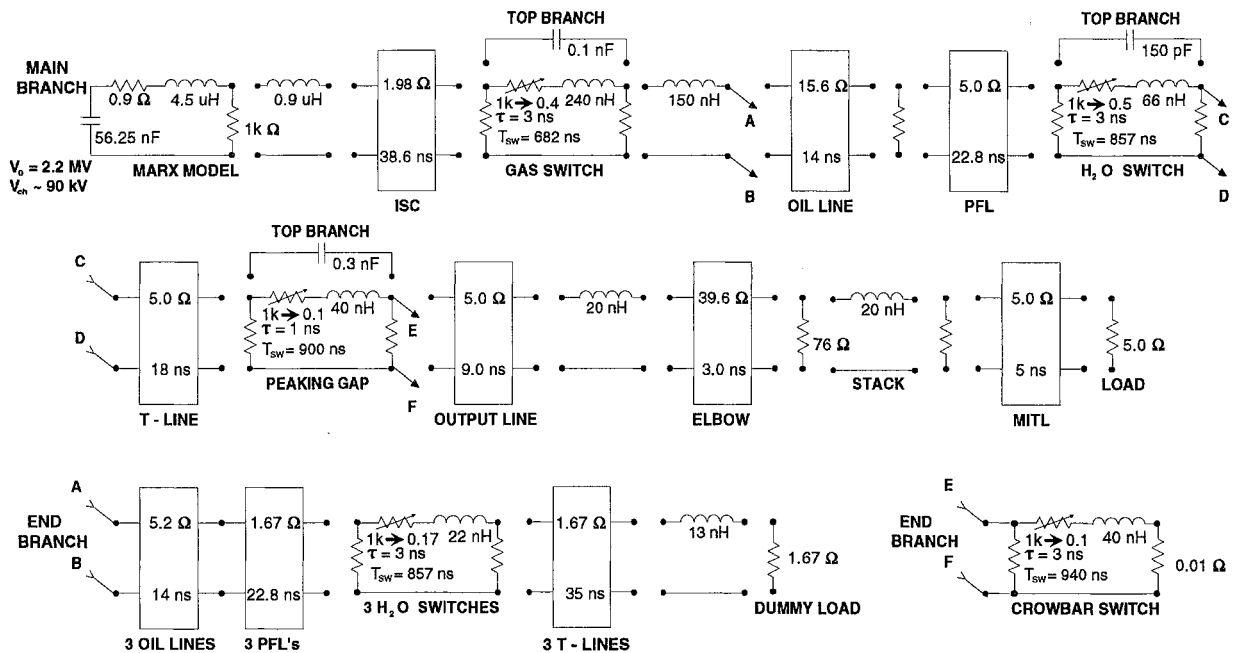 TOP BRANCH
0.1 nF
TOP BRANCH
150 pF
MAIN BRANCH
0.9 Ω
4.5 uH
0.9 uH
1.98 Ω
1k→0.4
240 nH
150 nH
15.6 Ω
5.0 Ω
1k→0.5
66 nH
56.25 nF
1k Ω
τ = 3 ns
T_SW = 682 ns
A
τ = 3 ns
T_SW = 857 ns
C
V_0 = 2.2 MV
V_ch ~ 90 kV
MARX MODEL
38.6 ns
ISC
GAS SWITCH
B
14 ns
OIL LINE
22.8 ns
PFL
H_2O SWITCH
D
TOP BRANCH
0.3 nF
C
5.0 Ω
1k→0.1
40 nH
E
5.0 Ω
20 nH
39.6 Ω
20 nH
5.0 Ω
τ = 1 ns
T_SW = 900 ns
76 Ω
5.0 Ω
D
18 ns
T - LINE
PEAKING GAP
F
9.0 ns
OUTPUT LINE
3.0 ns
ELBOW
STACK
5 ns
MITL
LOAD
A
END BRANCH
B
5.2 Ω
1.67 Ω
1k→0.17
22 nH
τ = 3 ns
T_SW = 857 ns
1.67 Ω
13 nH
1.67 Ω
14 ns
22.8 ns
3 H_2O SWITCHES
35 ns
DUMMY LOAD
3 OIL LINES
3 PFL's
3 T - LINES
E
END BRANCH
F
1k→0.1
40 nH
τ = 3 ns
T_SW = 940 ns
0.01 Ω
CROWBAR SWITCH